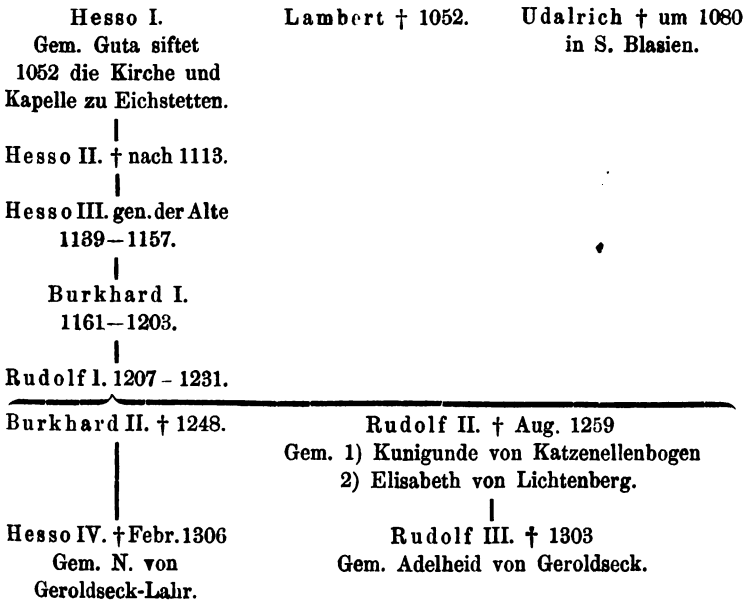 Hesso I.
Gem. Guta siftet
1052 die Kirche und
Kapelle zu Eichstetten.
Lambert † 1052.
Udalrich † um 1080
in S. Blasien.
Hesso II. † nach 1113.
Hesso III. gen. der Alte
1139–1157.
Burkhard I.
1161–1203.
Rudolf I. 1207 – 1231.
Burkhard II. † 1248.
Rudolf II. † Aug. 1259
Gem. 1) Kunigunde von Katzenellenbogen
2) Elisabeth von Lichtenberg.
Hesso IV. † Febr. 1306
Gem. N. von
Geroldseck-Lahr.
Rudolf III. † 1303
Gem. Adelheid von Geroldseck.